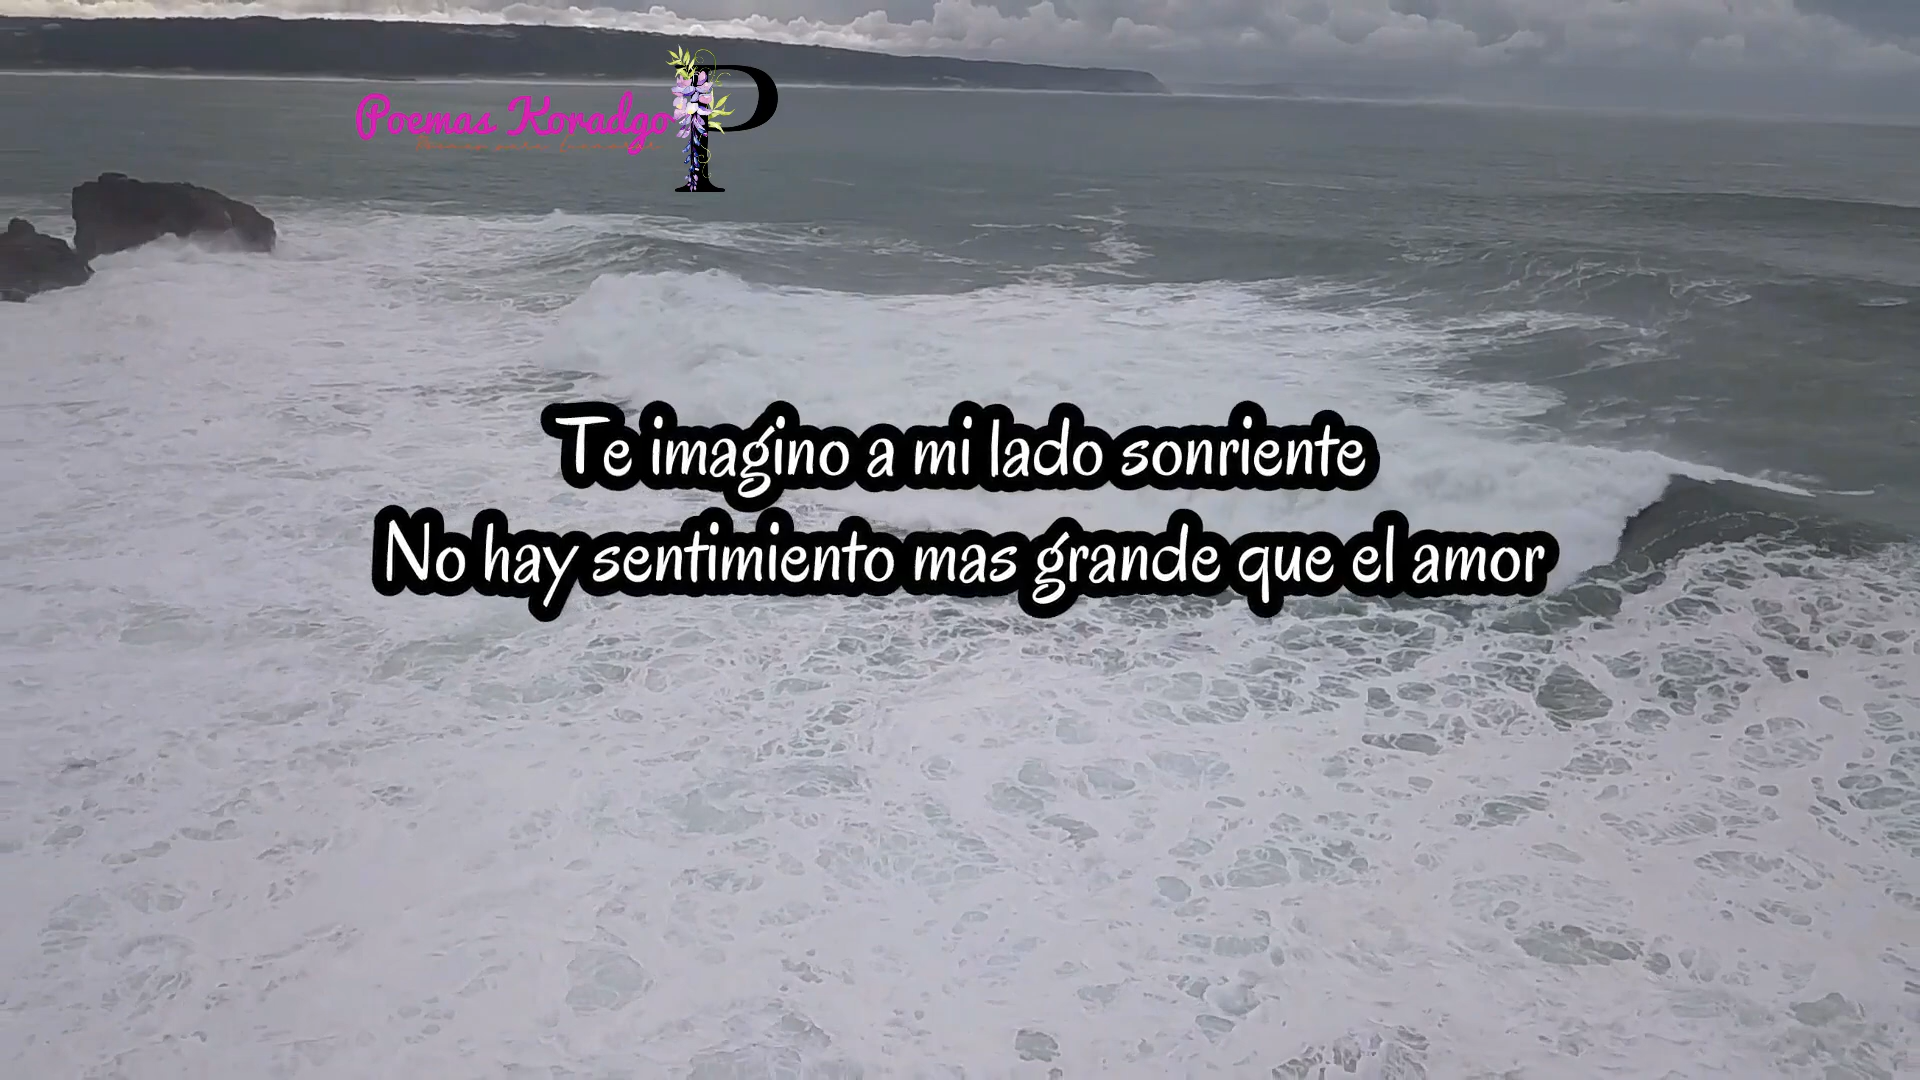 Poemas Koradgo
P
Te imagino a mi lado sonriente
No hay sentimiento mas grande que el amor